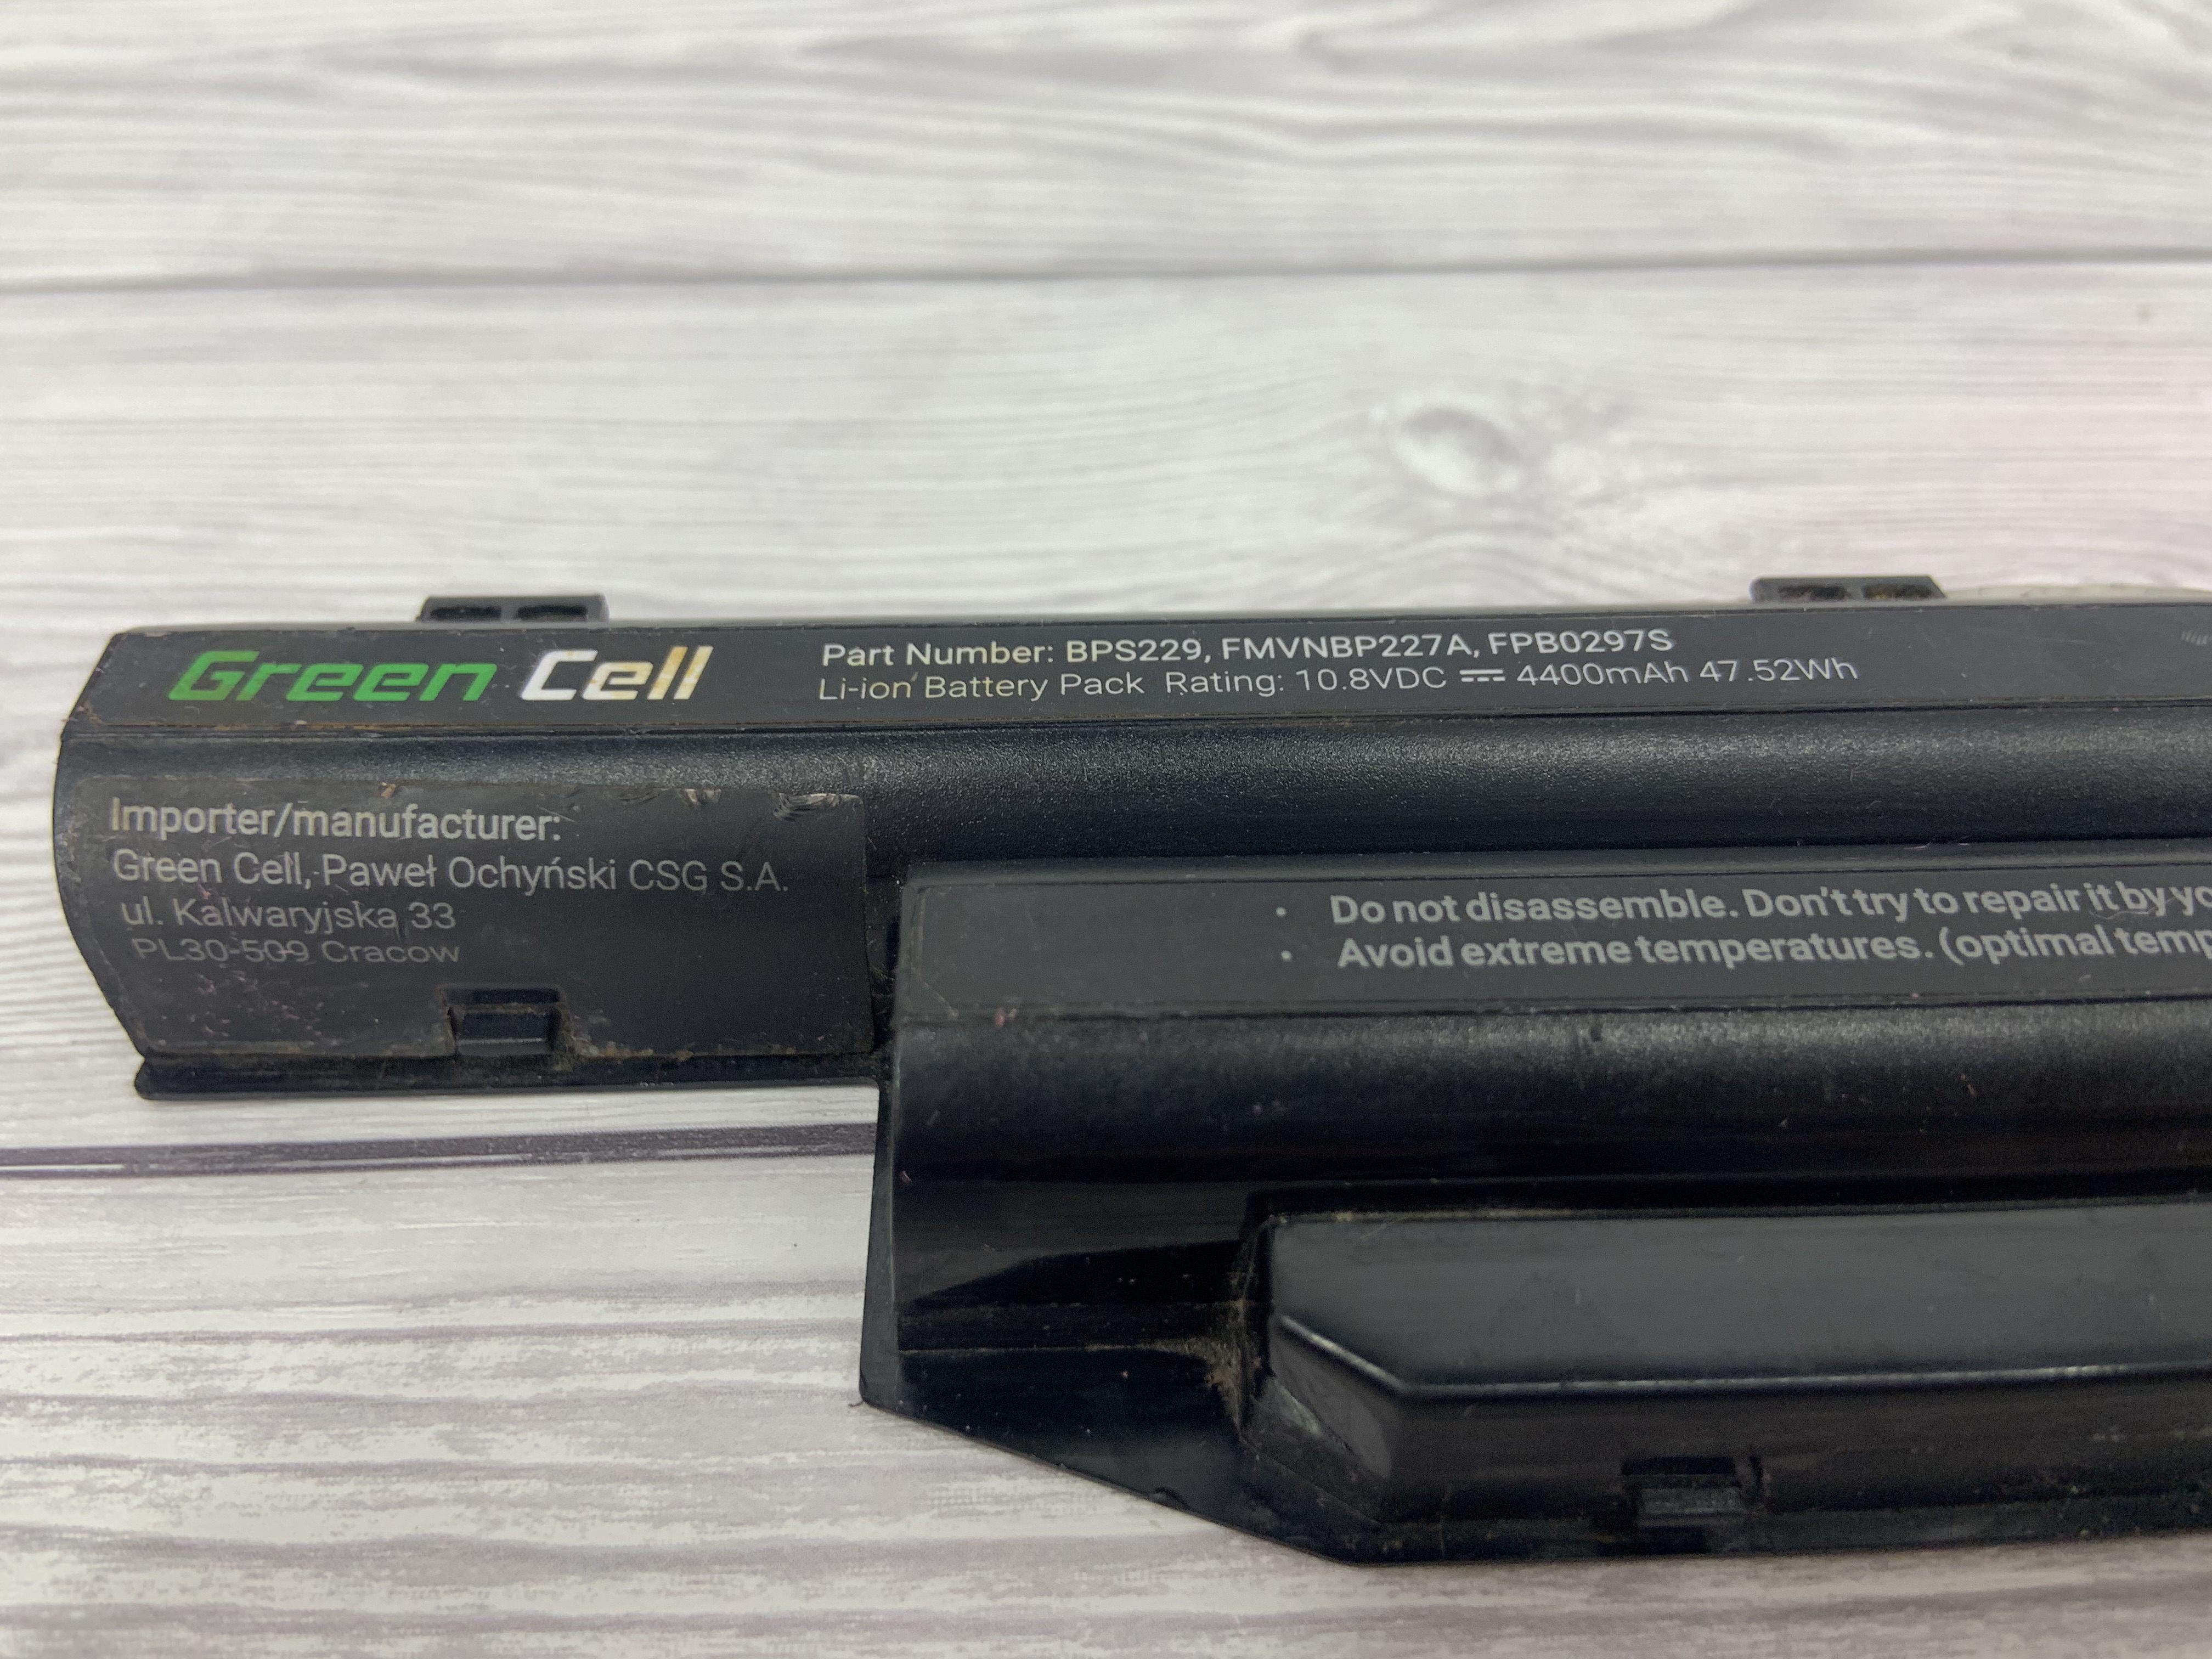 Green Cell
Part Number: BPS229, FMVNBP227A, FPB0297S
Li-ion Battery Pack Rating: 10.8VDC ⎓ 4400mAh 47.52Wh
Importer/manufacturer:
Green Cell, Paweł Ochyński CSG S.A.
ul. Kalwaryjska 33
PL30-509 Cracow
• Do not disassemble. Don't try to repair it by yo
• Avoid extreme temperatures. (optimal temp